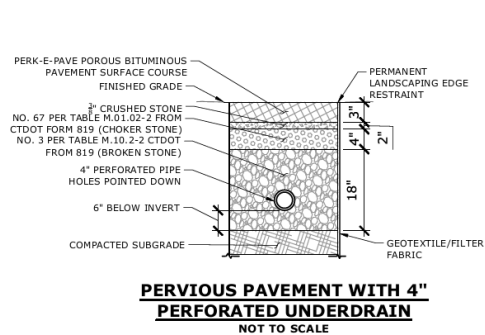 PERK-E-PAVE POROUS BITUMINOUS
PAVEMENT SURFACE COURSE
FINISHED GRADE
3/8" CRUSHED STONE
NO. 67 PER TABLE M.01.02-2 FROM
CTDOT FORM 819 (CHOKER STONE)
NO. 3 PER TABLE M.10.2-2 CTDOT
FROM 819 (BROKEN STONE)
4" PERFORATED PIPE
HOLES POINTED DOWN
6" BELOW INVERT
COMPACTED SUBGRADE
PERMANENT
LANDSCAPING EDGE
RESTRAINT
3"
2"
4"
18"
GEOTEXTILE/FILTER
FABRIC
PERVIOUS PAVEMENT WITH 4"
PERFORATED UNDERDRAIN
NOT TO SCALE